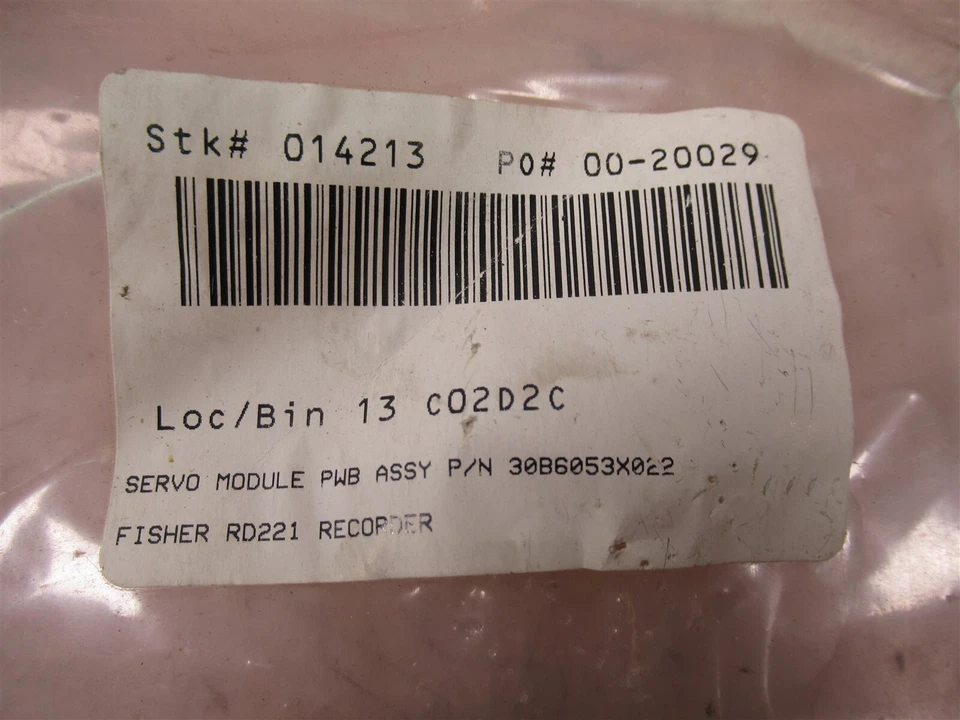 Stk# 014213 PO# 00-20029
Loc/Bin 13 C02D2C
SERVO MODULE PWB ASSY P/N 30B6053X022
FISHER RD221 RECORDER